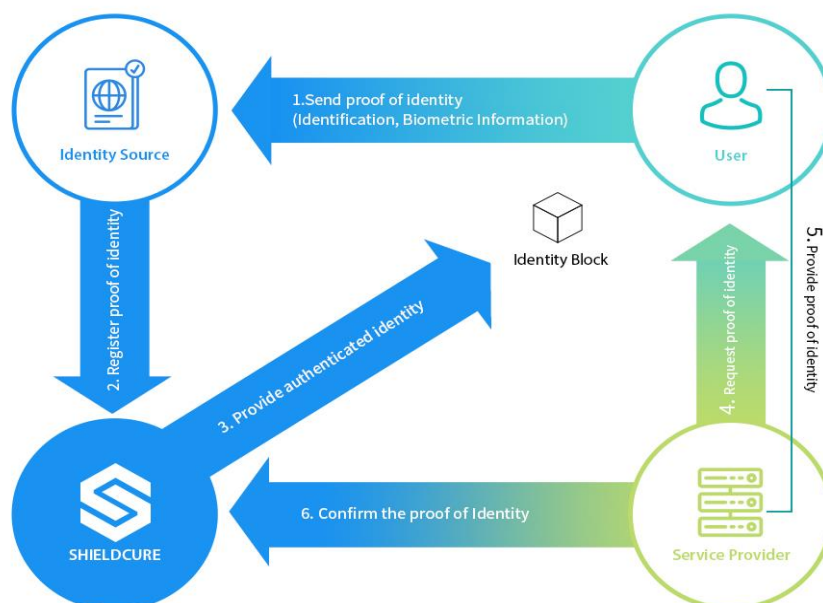 1.Send proof of identity
(Identification, Biometric Information)
Identity Source
User
2. Register proof of identity
Identity Block
3. Provide authenticated identity
4. Request proof of identity
5. Provide proof of identity
6. Confirm the proof of Identity
SHIELDCURE
Service Provider